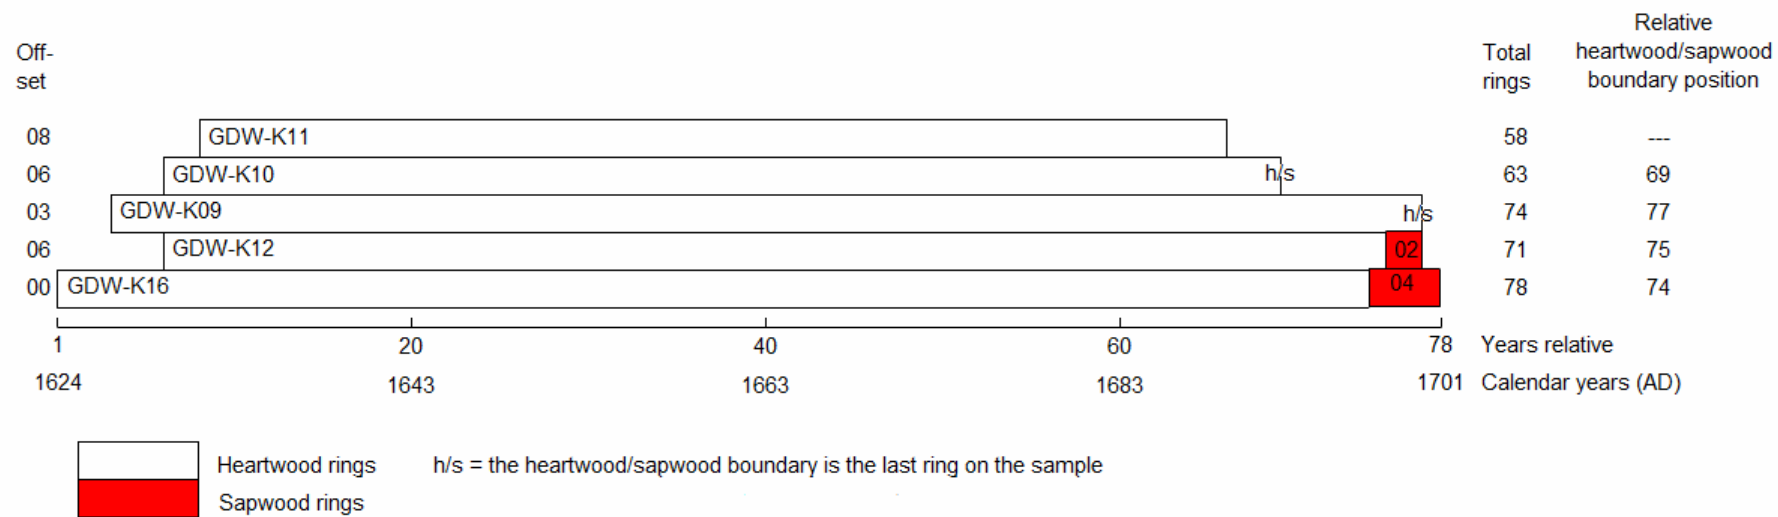 Off-
set
Total
rings
Relative
heartwood/sapwood
boundary position
08 GDW-K11 58 ---
06 GDW-K10 h/s 63 69
03 GDW-K09 h/s 74 77
06 GDW-K12 02 71 75
00 GDW-K16 04 78 74
1 20 40 60 78 Years relative
1624 1643 1663 1683 1701 Calendar years (AD)
Heartwood rings h/s = the heartwood/sapwood boundary is the last ring on the sample
Sapwood rings